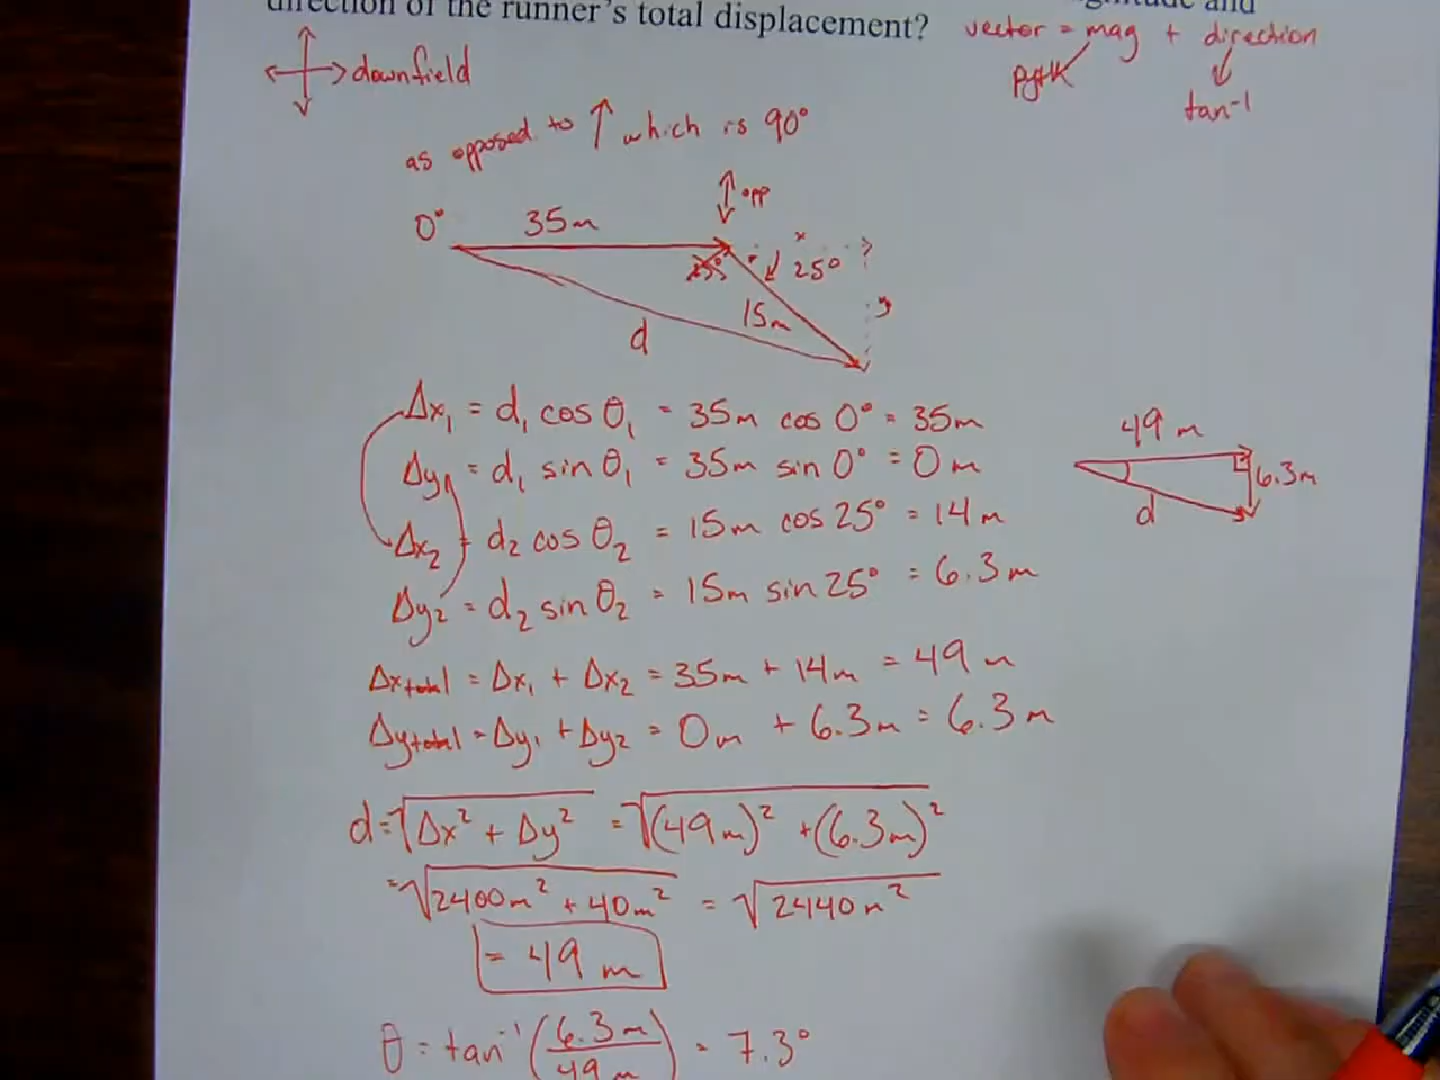 direction of the runner's total displacement? and
vector = mag + direction
pyth
tan-1
downfield
as opposed to ↑ which is 90°
opp
0° 35m
x
25° 25° ?
15m y
d
Δx₁ = d₁ cos θ₁ = 35m cos 0° = 35m
Δy₁ = d₁ sin θ₁ = 35m sin 0° = 0m
Δx₂ = d₂ cos θ₂ = 15m cos 25° = 14m
Δy₂ = d₂ sin θ₂ = 15m sin 25° = 6.3m
49 m
6.3m
d
Δxtotal = Δx₁ + Δx₂ = 35m + 14m = 49 m
Δytotal = Δy₁ + Δy₂ = 0m + 6.3m = 6.3m
d = √(Δx² + Δy²) = √((49m)² + (6.3m)²)
= √(2400m² + 40m²) = √(2440m²)
= 49 m
θ = tan⁻¹(6.3m/49m) = 7.3°